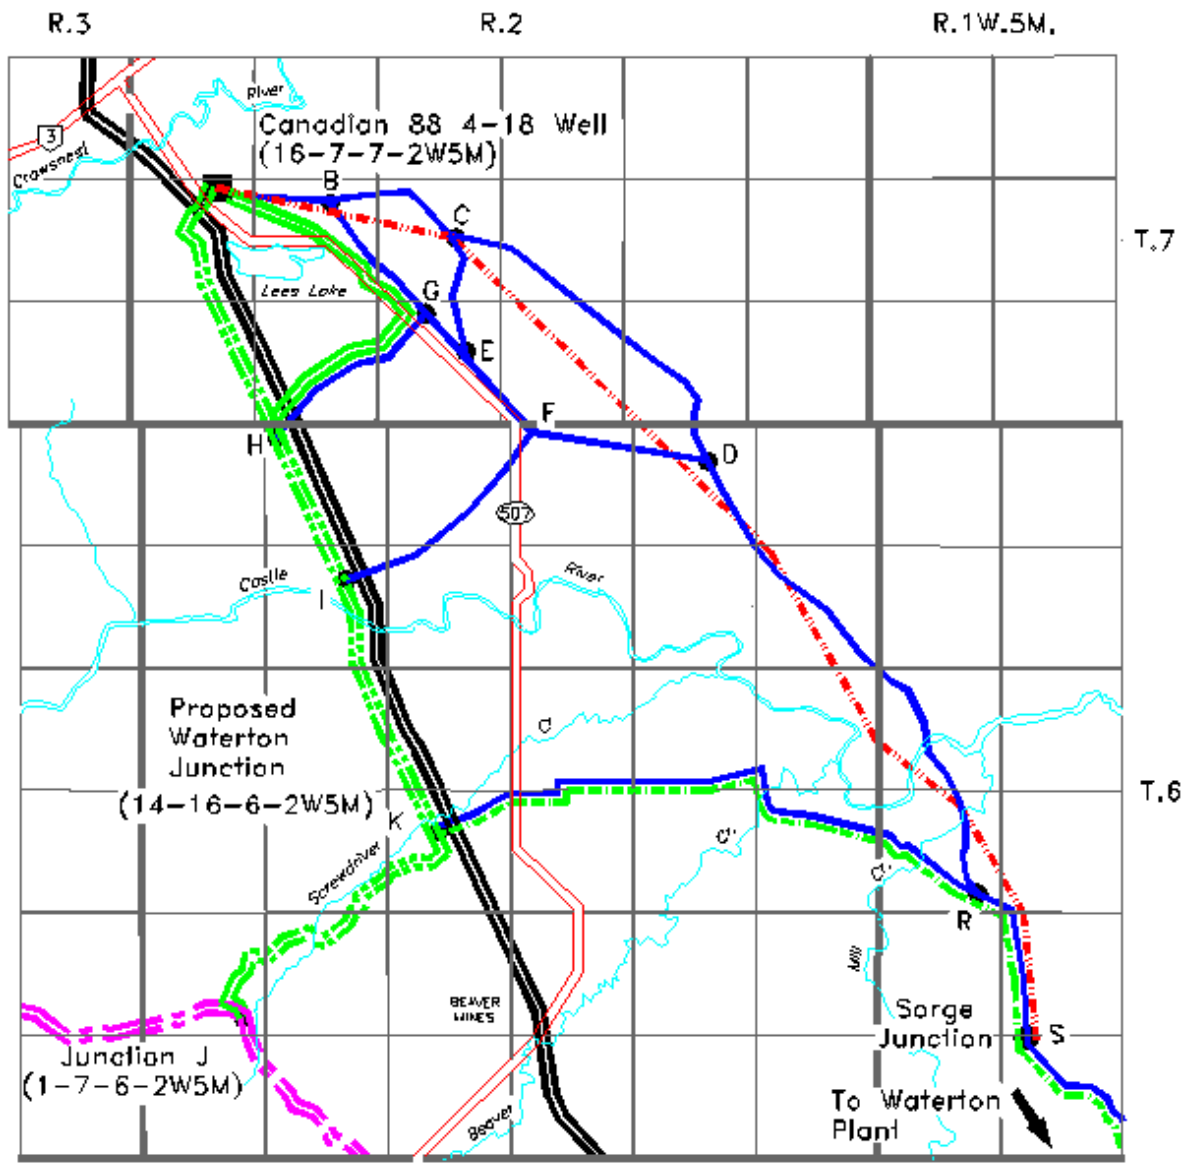 R.3 R.2 R.1W.5M.
River
3
Canadian 88 4-18 Well
(16-7-7-2W5M)
Crowsnest
B
C
T.7
Lees Lake
G
E
F
H
D
507
Castle
River
I
Proposed
Waterton
Junction
(14-16-6-2W5M)
C
T.6
K
Cr.
Screwdriver
Cr.
R
Mill
BEAVER
MINES
Sorge
Junction
S
Junction J
(1-7-6-2W5M)
To Waterton
Plant
Beaver